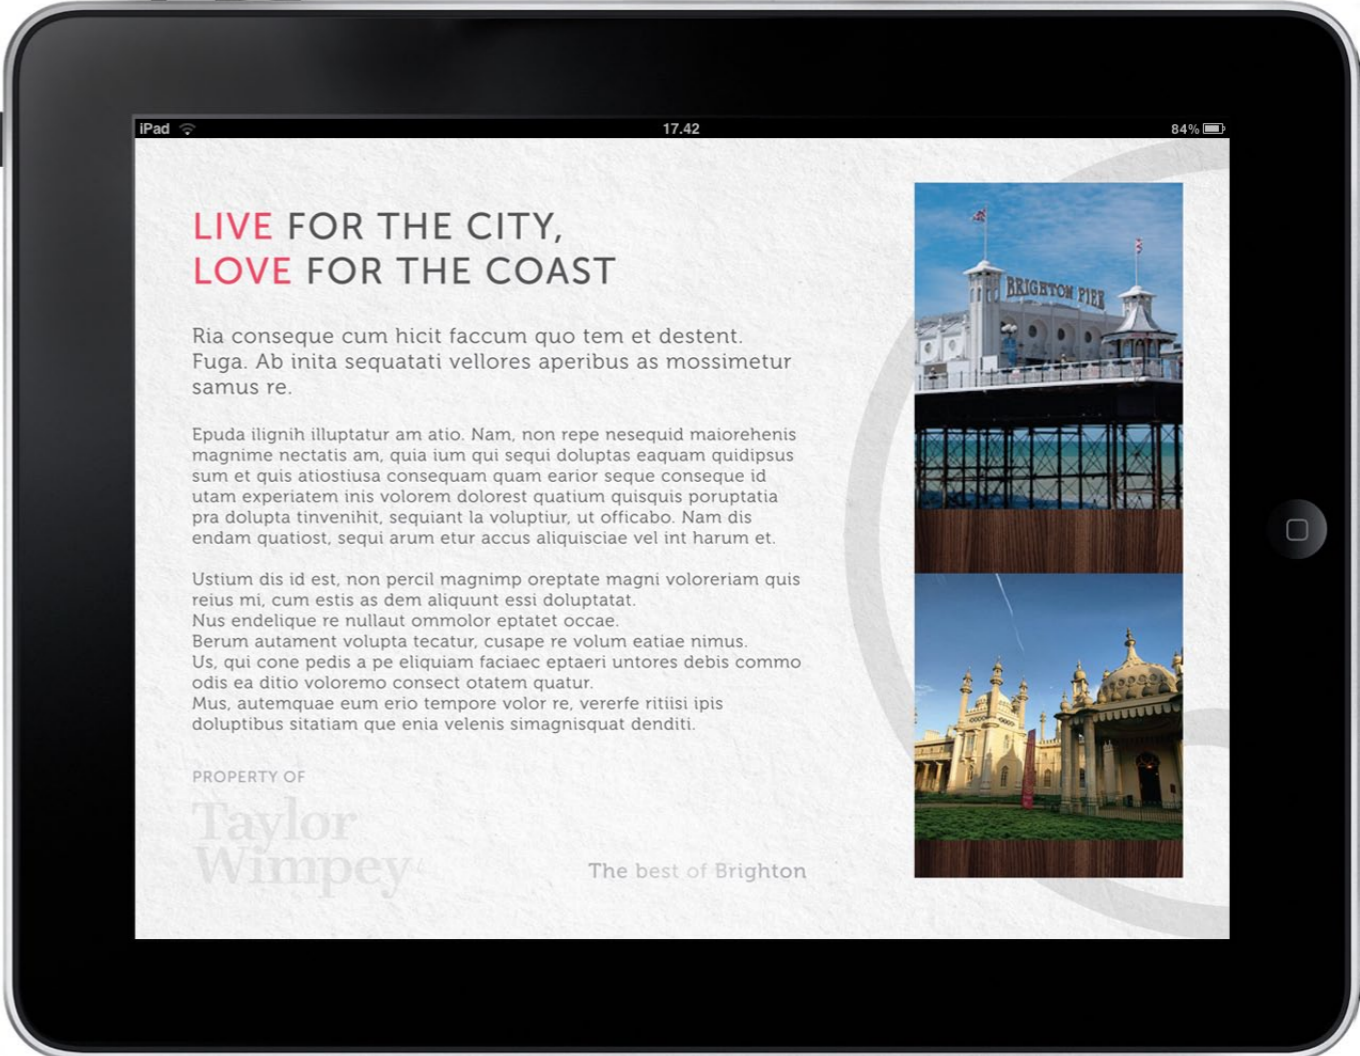 iPad
17.42
84%
LIVE FOR THE CITY,
LOVE FOR THE COAST
Ria conseque cum hicit faccum quo tem et destent.
Fuga. Ab inita sequatati vellores aperibus as mossimetur
samus re.
Epuda ilignih illuptatur am atio. Nam, non repe nesequid maiorehenis
magnime nectatis am, quia ium qui sequi doluptas eaquam quidipsus
sum et quis atiostiusa consequam quam earior seque conseque id
utam experiatem inis volorem dolorest quatium quisquis poruptatia
pra dolupta tinvenihit, sequiant la voluptiur, ut officabo. Nam dis
endam quatiost, sequi arum etur accus aliquisciae vel int harum et.
Ustium dis id est, non percil magnimp oreptate magni voloreriam quis
reius mi, cum estis as dem aliquunt essi doluptatat.
Nus endelique re nullaut ommolor eptatet occae.
Berum autament volupta tecatur, cusape re volum eatiae nimus.
Us, qui cone pedis a pe eliquiam faciaec eptaeri untores debis commo
odis ea ditio voloremo consect otatem quatur.
Mus, autemquae eum erio tempore volor re, vererfe ritiisi ipis
doluptibus sitatiam que enia velenis simagnisquat denditi.
PROPERTY OF
Taylor
Wimpey
The best of Brighton
BRIGHTON PIER